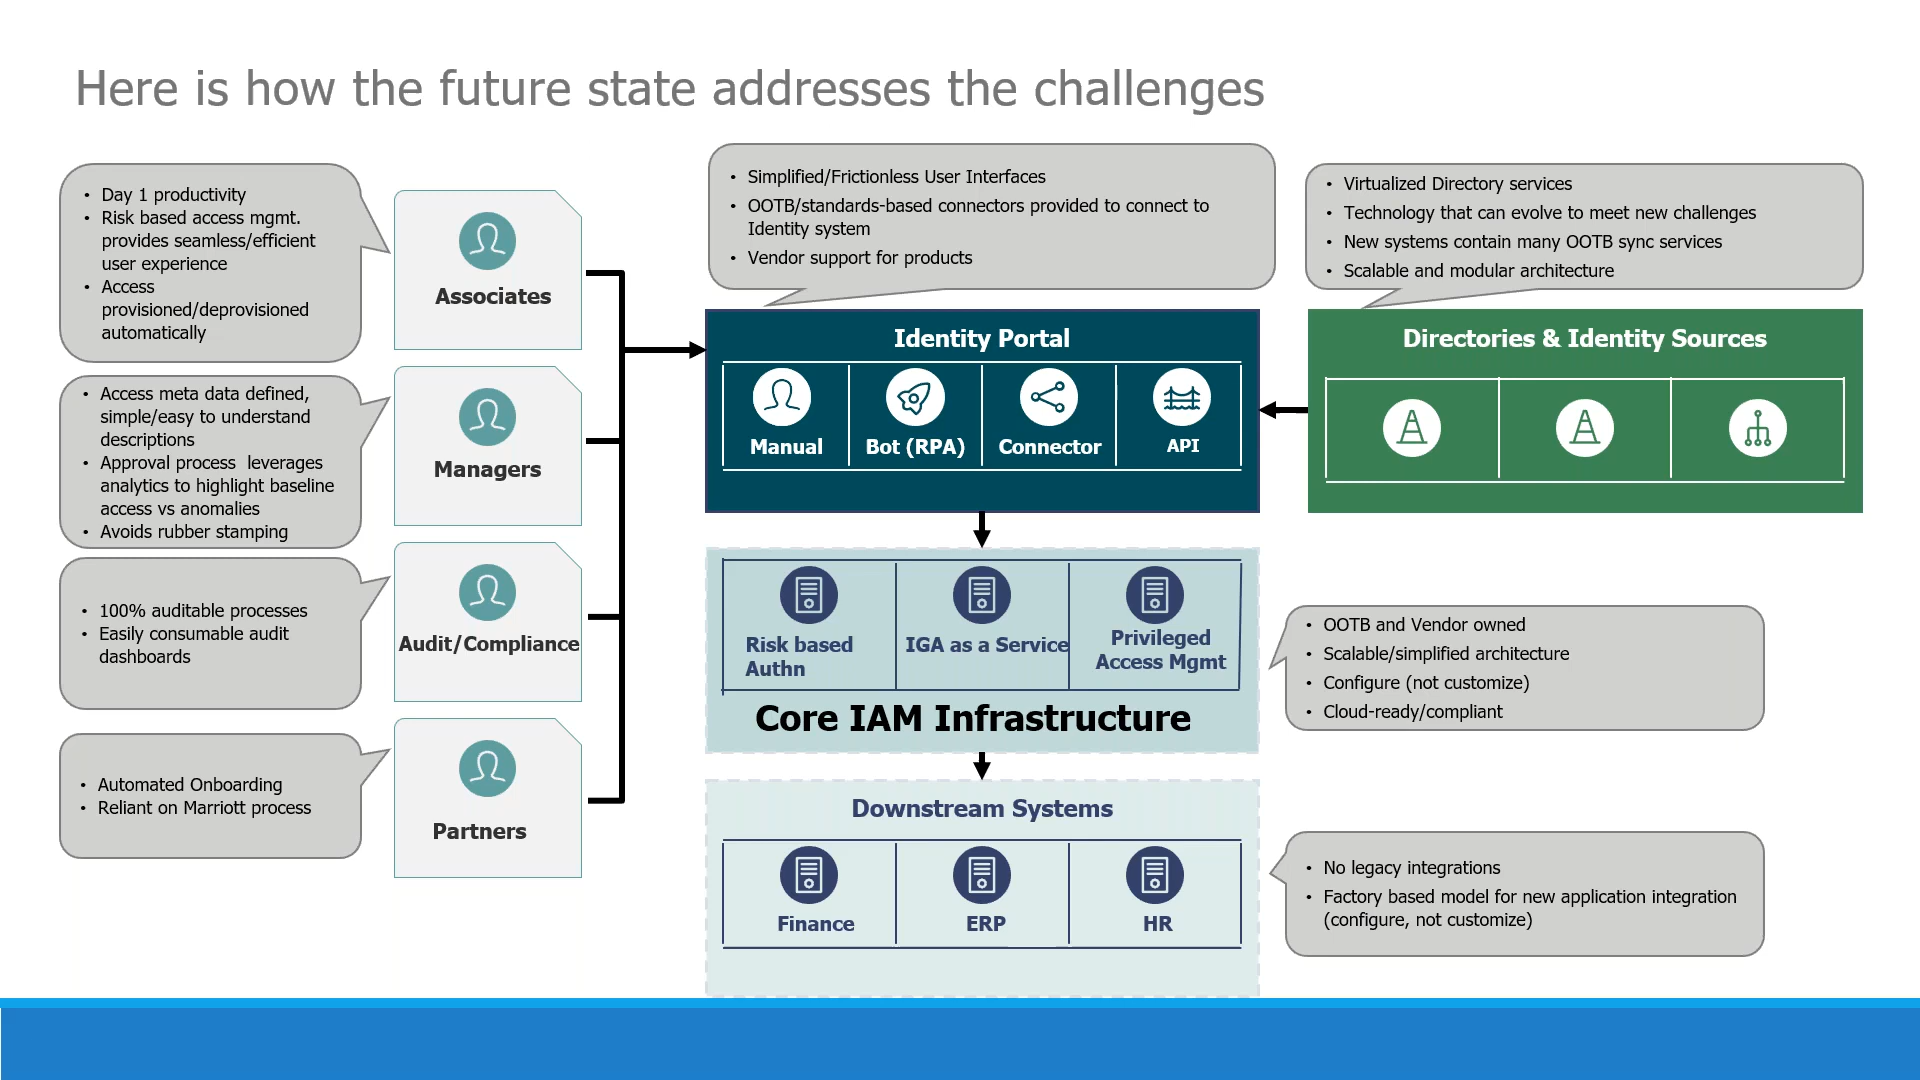 Here is how the future state addresses the challenges
• Day 1 productivity
• Risk based access mgmt.
provides seamless/efficient
user experience
• Access
provisioned/deprovisioned
automatically
Associates
• Access meta data defined,
simple/easy to understand
descriptions
• Approval process  leverages
analytics to highlight baseline
access vs anomalies
• Avoids rubber stamping
Managers
• 100% auditable processes
• Easily consumable audit
dashboards
Audit/Compliance
• Automated Onboarding
• Reliant on Marriott process
Partners
• Simplified/Frictionless User Interfaces
• OOTB/standards-based connectors provided to connect to
Identity system
• Vendor support for products
Identity Portal
Manual
Bot (RPA)
Connector
API
• Virtualized Directory services
• Technology that can evolve to meet new challenges
• New systems contain many OOTB sync services
• Scalable and modular architecture
Directories & Identity Sources
Risk based
Authn
IGA as a Service
Privileged
Access Mgmt
Core IAM Infrastructure
• OOTB and Vendor owned
• Scalable/simplified architecture
• Configure (not customize)
• Cloud-ready/compliant
Downstream Systems
Finance
ERP
HR
• No legacy integrations
• Factory based model for new application integration
(configure, not customize)